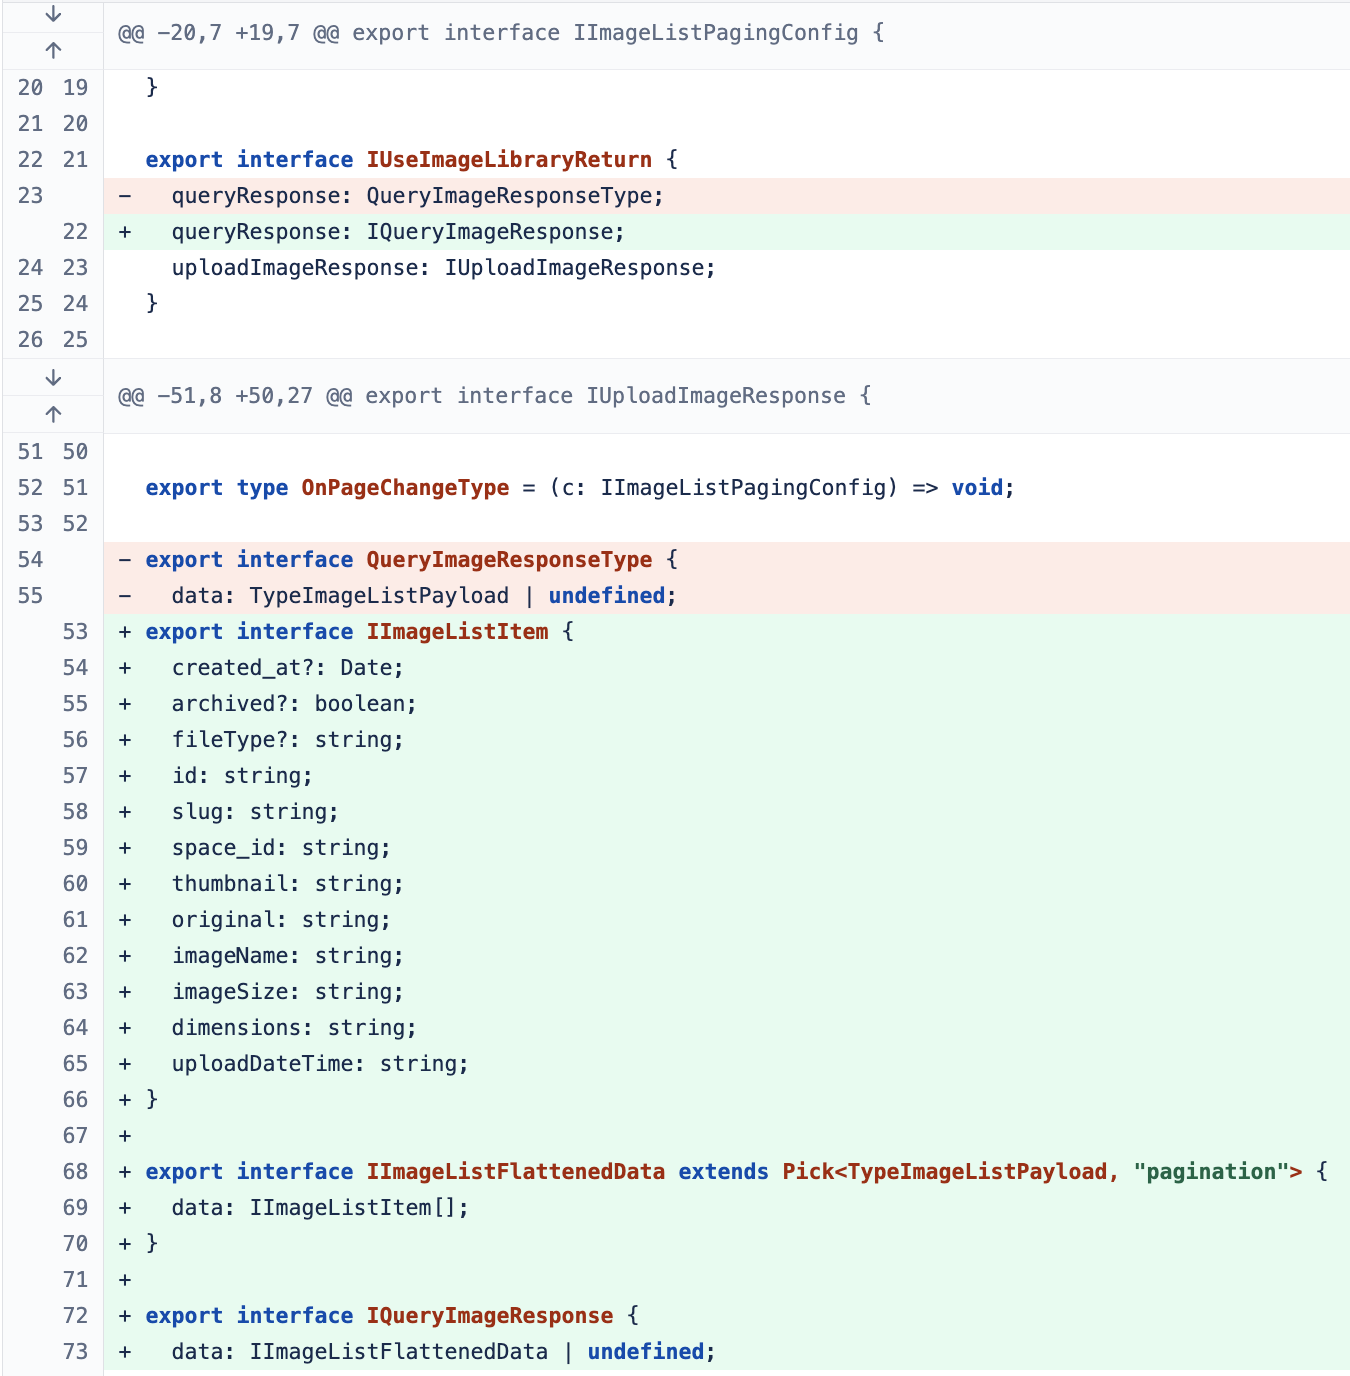 @@ -20,7 +19,7 @@ export interface IImageListPagingConfig {
20 19 }
21 20
22 21 export interface IUseImageLibraryReturn {
23 - queryResponse: QueryImageResponseType;
22 + queryResponse: IQueryImageResponse;
24 23 uploadImageResponse: IUploadImageResponse;
25 24 }
26 25
@@ -51,8 +50,27 @@ export interface IUploadImageResponse {
51 50
52 51 export type OnPageChangeType = (c: IImageListPagingConfig) => void;
53 52
54 - export interface QueryImageResponseType {
55 - data: TypeImageListPayload | undefined;
53 + export interface IImageListItem {
54 + created_at?: Date;
55 + archived?: boolean;
56 + fileType?: string;
57 + id: string;
58 + slug: string;
59 + space_id: string;
60 + thumbnail: string;
61 + original: string;
62 + imageName: string;
63 + imageSize: string;
64 + dimensions: string;
65 + uploadDateTime: string;
66 + }
67 +
68 + export interface IImageListFlattenedData extends Pick<TypeImageListPayload, "pagination"> {
69 + data: IImageListItem[];
70 + }
71 +
72 + export interface IQueryImageResponse {
73 + data: IImageListFlattenedData | undefined;